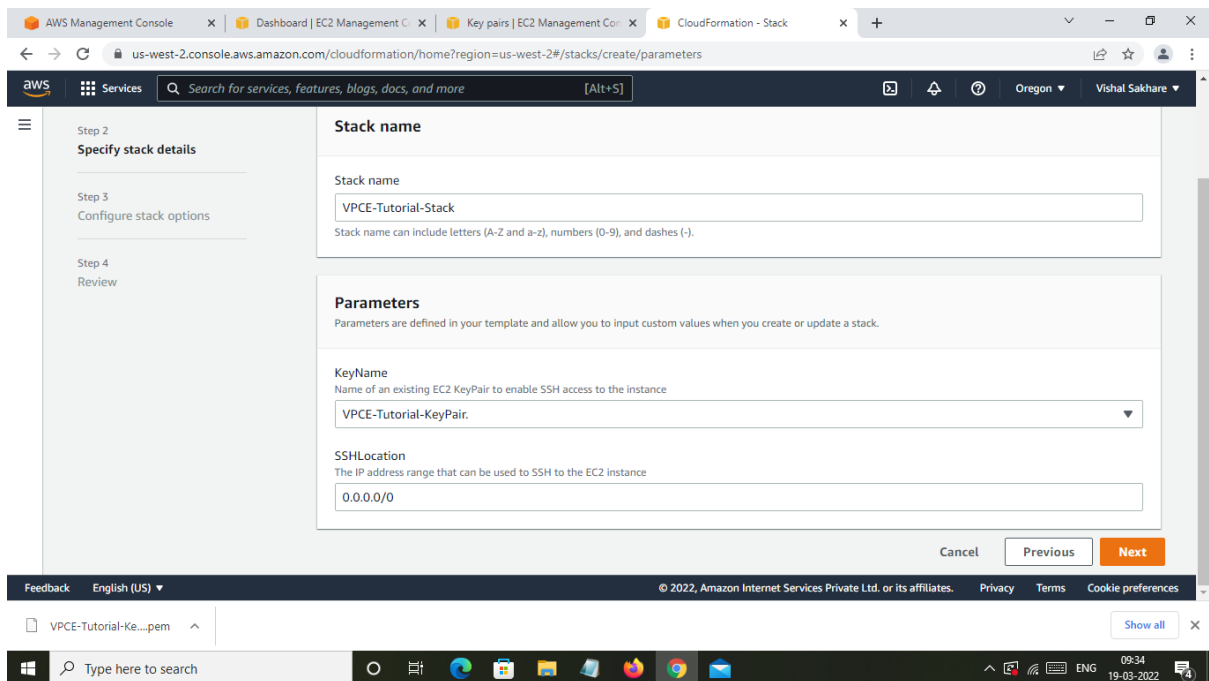 AWS Management Console
Dashboard | EC2 Management C
Key pairs | EC2 Management Con
CloudFormation - Stack
us-west-2.console.aws.amazon.com/cloudformation/home?region=us-west-2#/stacks/create/parameters
aws
Services
Search for services, features, blogs, docs, and more
[Alt+S]
Oregon
Vishal Sakhare
Step 2
Specify stack details
Step 3
Configure stack options
Step 4
Review
Stack name
Stack name
VPCE-Tutorial-Stack
Stack name can include letters (A-Z and a-z), numbers (0-9), and dashes (-).
Parameters
Parameters are defined in your template and allow you to input custom values when you create or update a stack.
KeyName
Name of an existing EC2 KeyPair to enable SSH access to the instance
VPCE-Tutorial-KeyPair.
SSHLocation
The IP address range that can be used to SSH to the EC2 instance
0.0.0.0/0
Cancel
Previous
Next
Feedback
English (US)
© 2022, Amazon Internet Services Private Ltd. or its affiliates.
Privacy
Terms
Cookie preferences
VPCE-Tutorial-Ke....pem
Show all
Type here to search
ENG
09:34
19-03-2022
4